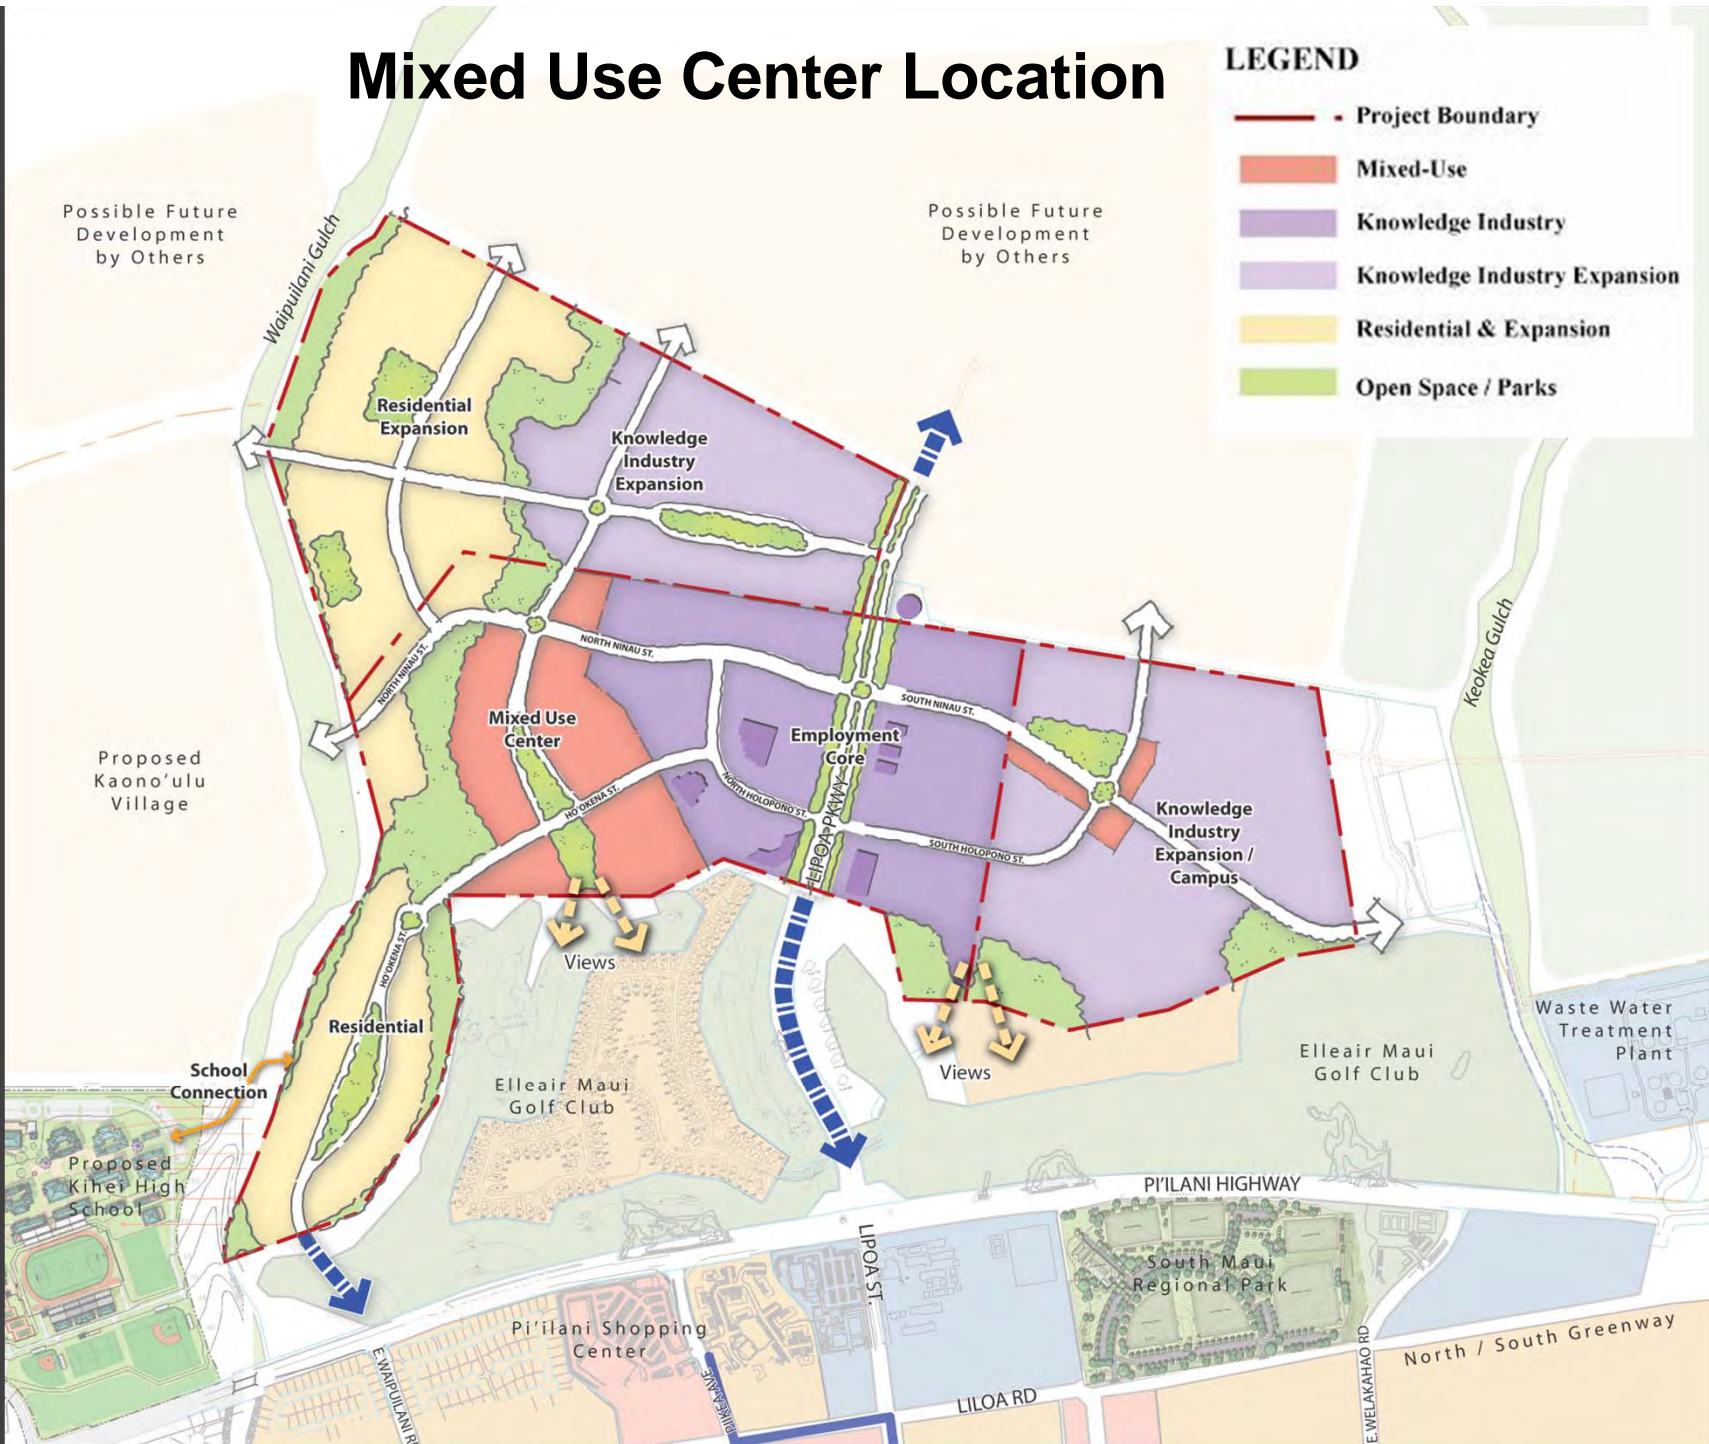 Mixed Use Center Location
LEGEND
Project Boundary
Mixed-Use
Knowledge Industry
Knowledge Industry Expansion
Residential & Expansion
Open Space / Parks
Possible Future
Development
by Others
Waipuilani Gulch
Possible Future
Development
by Others
Residential
Expansion
Knowledge
Industry
Expansion
Keokea Gulch
NORTH NINAU ST.
NORTH NINAU ST.
SOUTH NINAU ST.
Mixed Use
Center
Employment
Core
Proposed
Kaono'ulu
Village
HO'OKENA ST.
NORTH HOLOPONO ST.
LIPOA PKWAY
SOUTH HOLOPONO ST.
Knowledge
Industry
Expansion /
Campus
HO'OKENA ST.
Views
Residential
School
Connection
Elleair Maui
Golf Club
Views
Elleair Maui
Golf Club
Waste Water
Treatment
Plant
Proposed
Kihei High
School
PI'ILANI HIGHWAY
LIPOA ST.
South Maui
Regional Park
Pi'ilani Shopping
Center
North / South Greenway
E. WAIPUILANI R
PIIKEA AVE
LILOA RD
E. WELAKAHAO RD